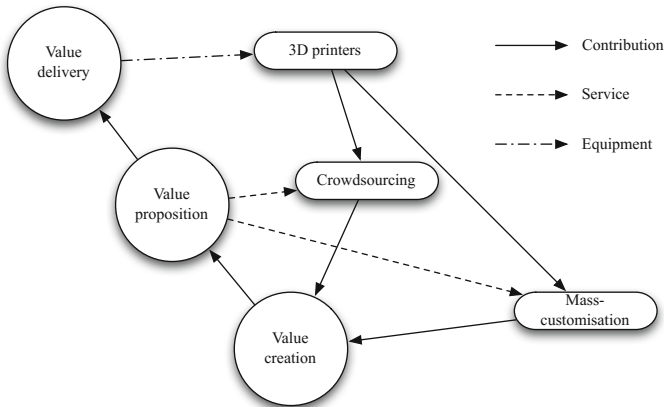 Value
delivery
3D printers
Contribution
Service
Equipment
Crowdsourcing
Value
proposition
Mass-
customisation
Value
creation